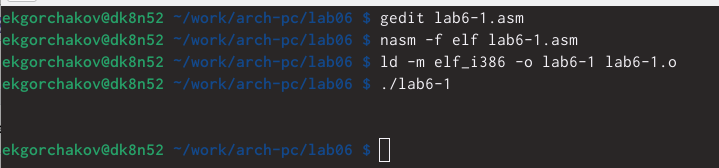 ekgorchakov@dk8n52 ~/work/arch-pc/lab06 $ gedit lab6-1.asm
ekgorchakov@dk8n52 ~/work/arch-pc/lab06 $ nasm -f elf lab6-1.asm
ekgorchakov@dk8n52 ~/work/arch-pc/lab06 $ ld -m elf_i386 -o lab6-1 lab6-1.o
ekgorchakov@dk8n52 ~/work/arch-pc/lab06 $ ./lab6-1
ekgorchakov@dk8n52 ~/work/arch-pc/lab06 $